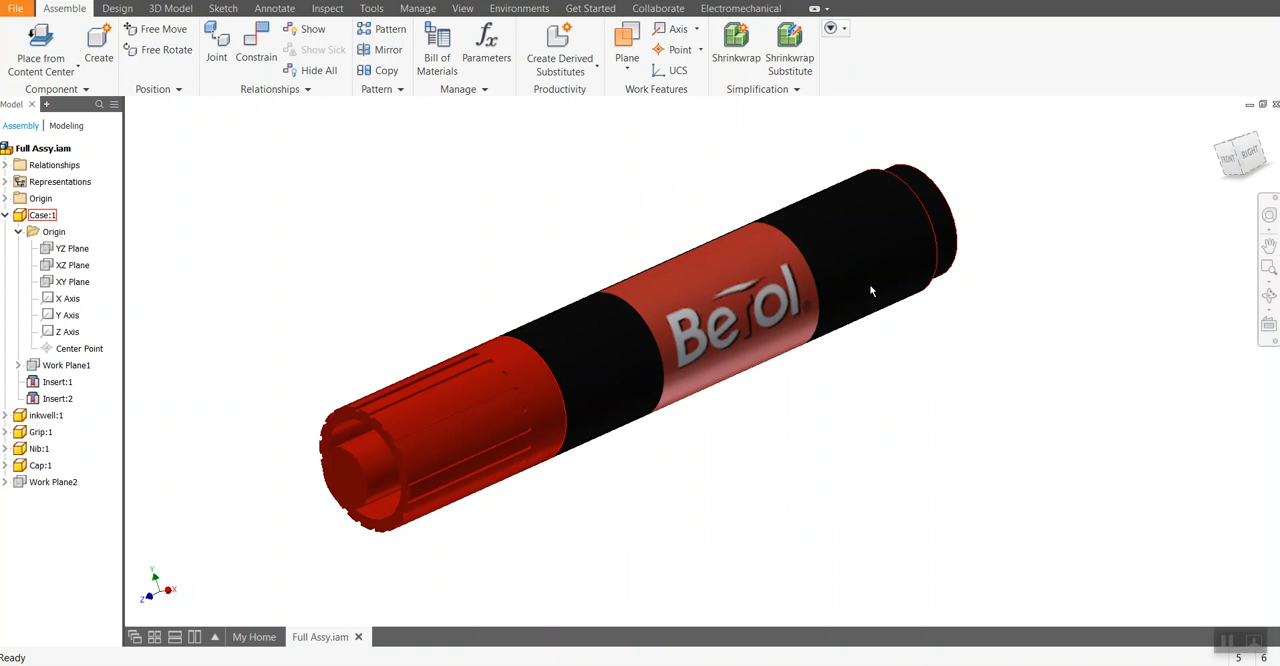 File Assemble Design 3D Model Sketch Annotate Inspect Tools Manage View Environments Get Started Collaborate Electromechanical
Place from Content Center
Create
Component
Free Move
Free Rotate
Position
Joint
Constrain
Show
Show Sick
Hide All
Relationships
Pattern
Mirror
Copy
Pattern
Bill of Materials
Parameters
Manage
Create Derived Substitutes
Productivity
Plane
Axis
Point
UCS
Work Features
Shrinkwrap
Shrinkwrap Substitute
Simplification
Model
Assembly Modeling
Full Assy.iam
Relationships
Representations
Origin
Case:1
Origin
YZ Plane
XZ Plane
XY Plane
X Axis
Y Axis
Z Axis
Center Point
Work Plane1
Insert:1
Insert:2
inkwell:1
Grip:1
Nib:1
Cap:1
Work Plane2
FRONT RIGHT
Berol
Y
X
Z
My Home Full Assy.iam
Ready
5 6